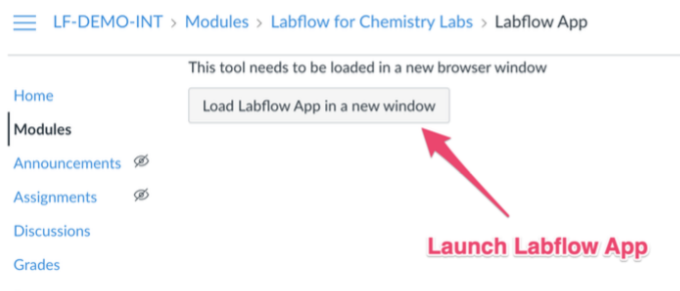 LF-DEMO-INT > Modules > Labflow for Chemistry Labs > Labflow App
This tool needs to be loaded in a new browser window
Home
Load Labflow App in a new window
Modules
Announcements
Assignments
Discussions
Launch Labflow App
Grades